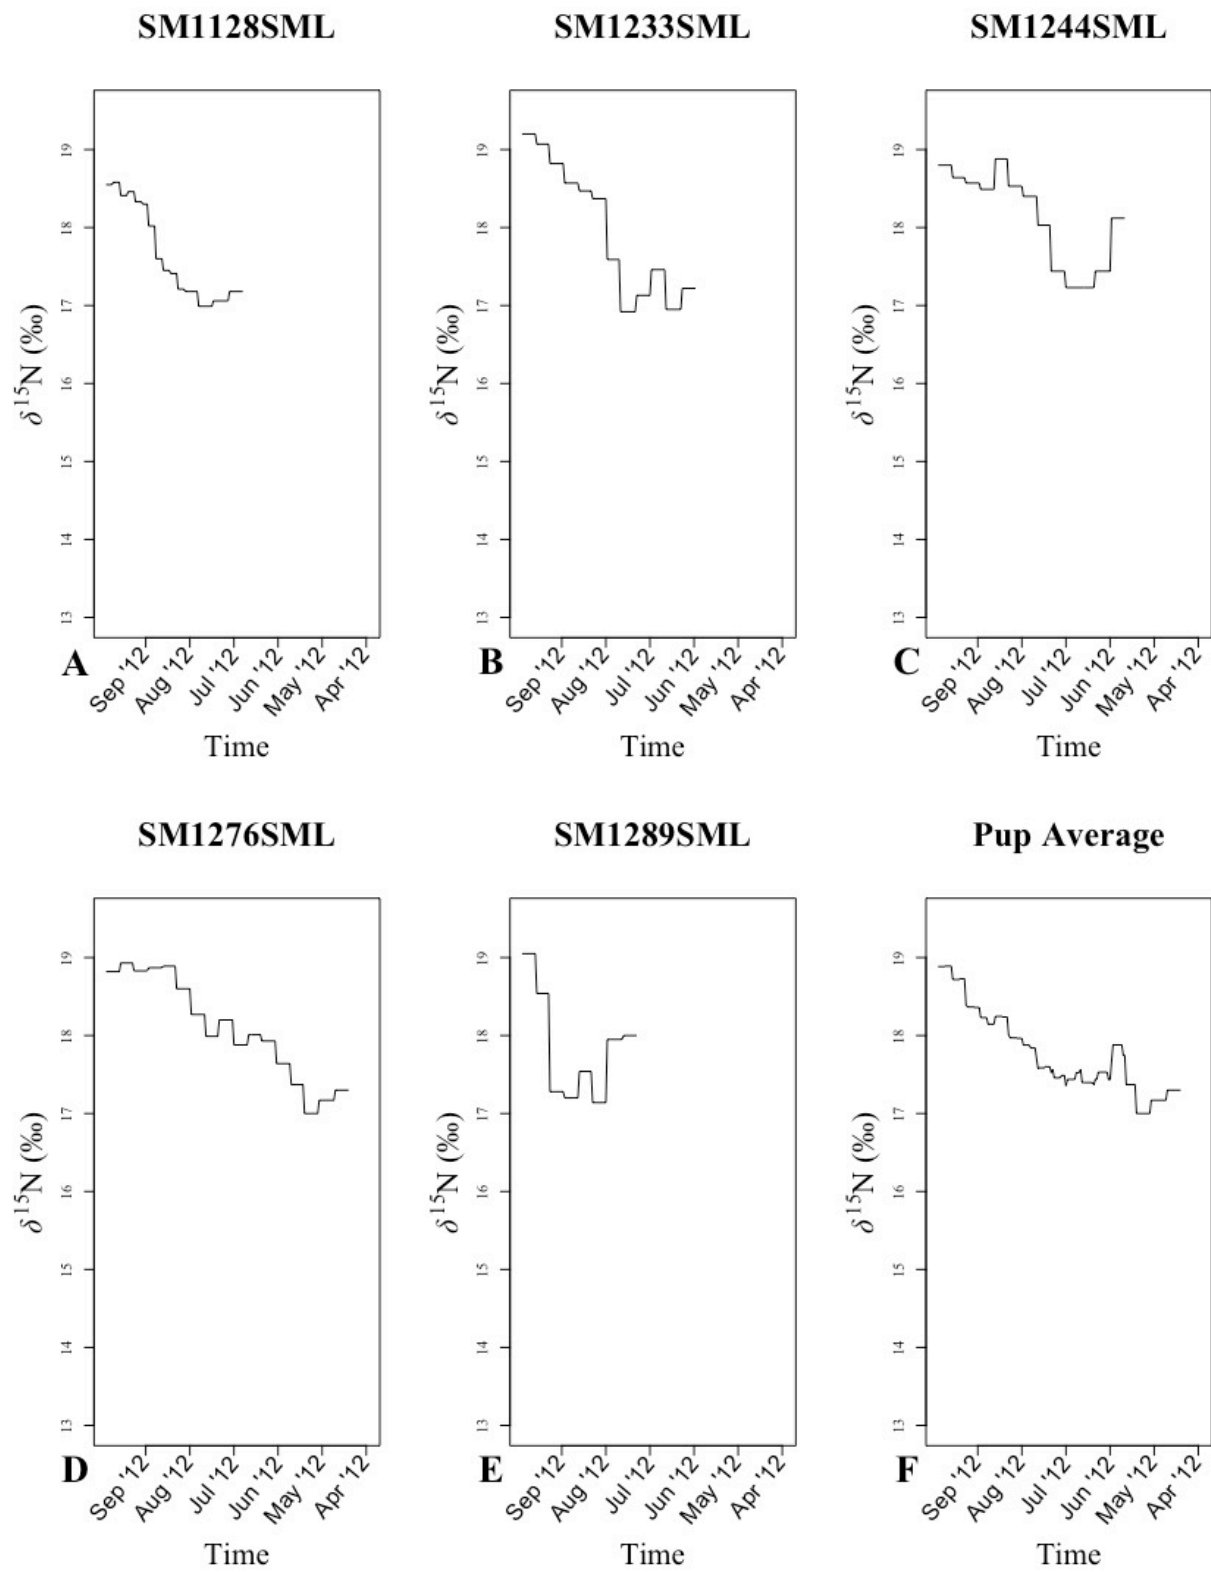 SM1128SML
SM1233SML
SM1244SML
δ 15N (‰)
19
18
17
16
15
14
13
Sep '12
Aug '12
Jul '12
Jun '12
May '12
Apr '12
A
Time
δ 15N (‰)
19
18
17
16
15
14
13
Sep '12
Aug '12
Jul '12
Jun '12
May '12
Apr '12
B
Time
δ 15N (‰)
19
18
17
16
15
14
13
Sep '12
Aug '12
Jul '12
Jun '12
May '12
Apr '12
C
Time
SM1276SML
SM1289SML
Pup Average
δ 15N (‰)
19
18
17
16
15
14
13
Sep '12
Aug '12
Jul '12
Jun '12
May '12
Apr '12
D
Time
δ 15N (‰)
19
18
17
16
15
14
13
Sep '12
Aug '12
Jul '12
Jun '12
May '12
Apr '12
E
Time
δ 15N (‰)
19
18
17
16
15
14
13
Sep '12
Aug '12
Jul '12
Jun '12
May '12
Apr '12
F
Time